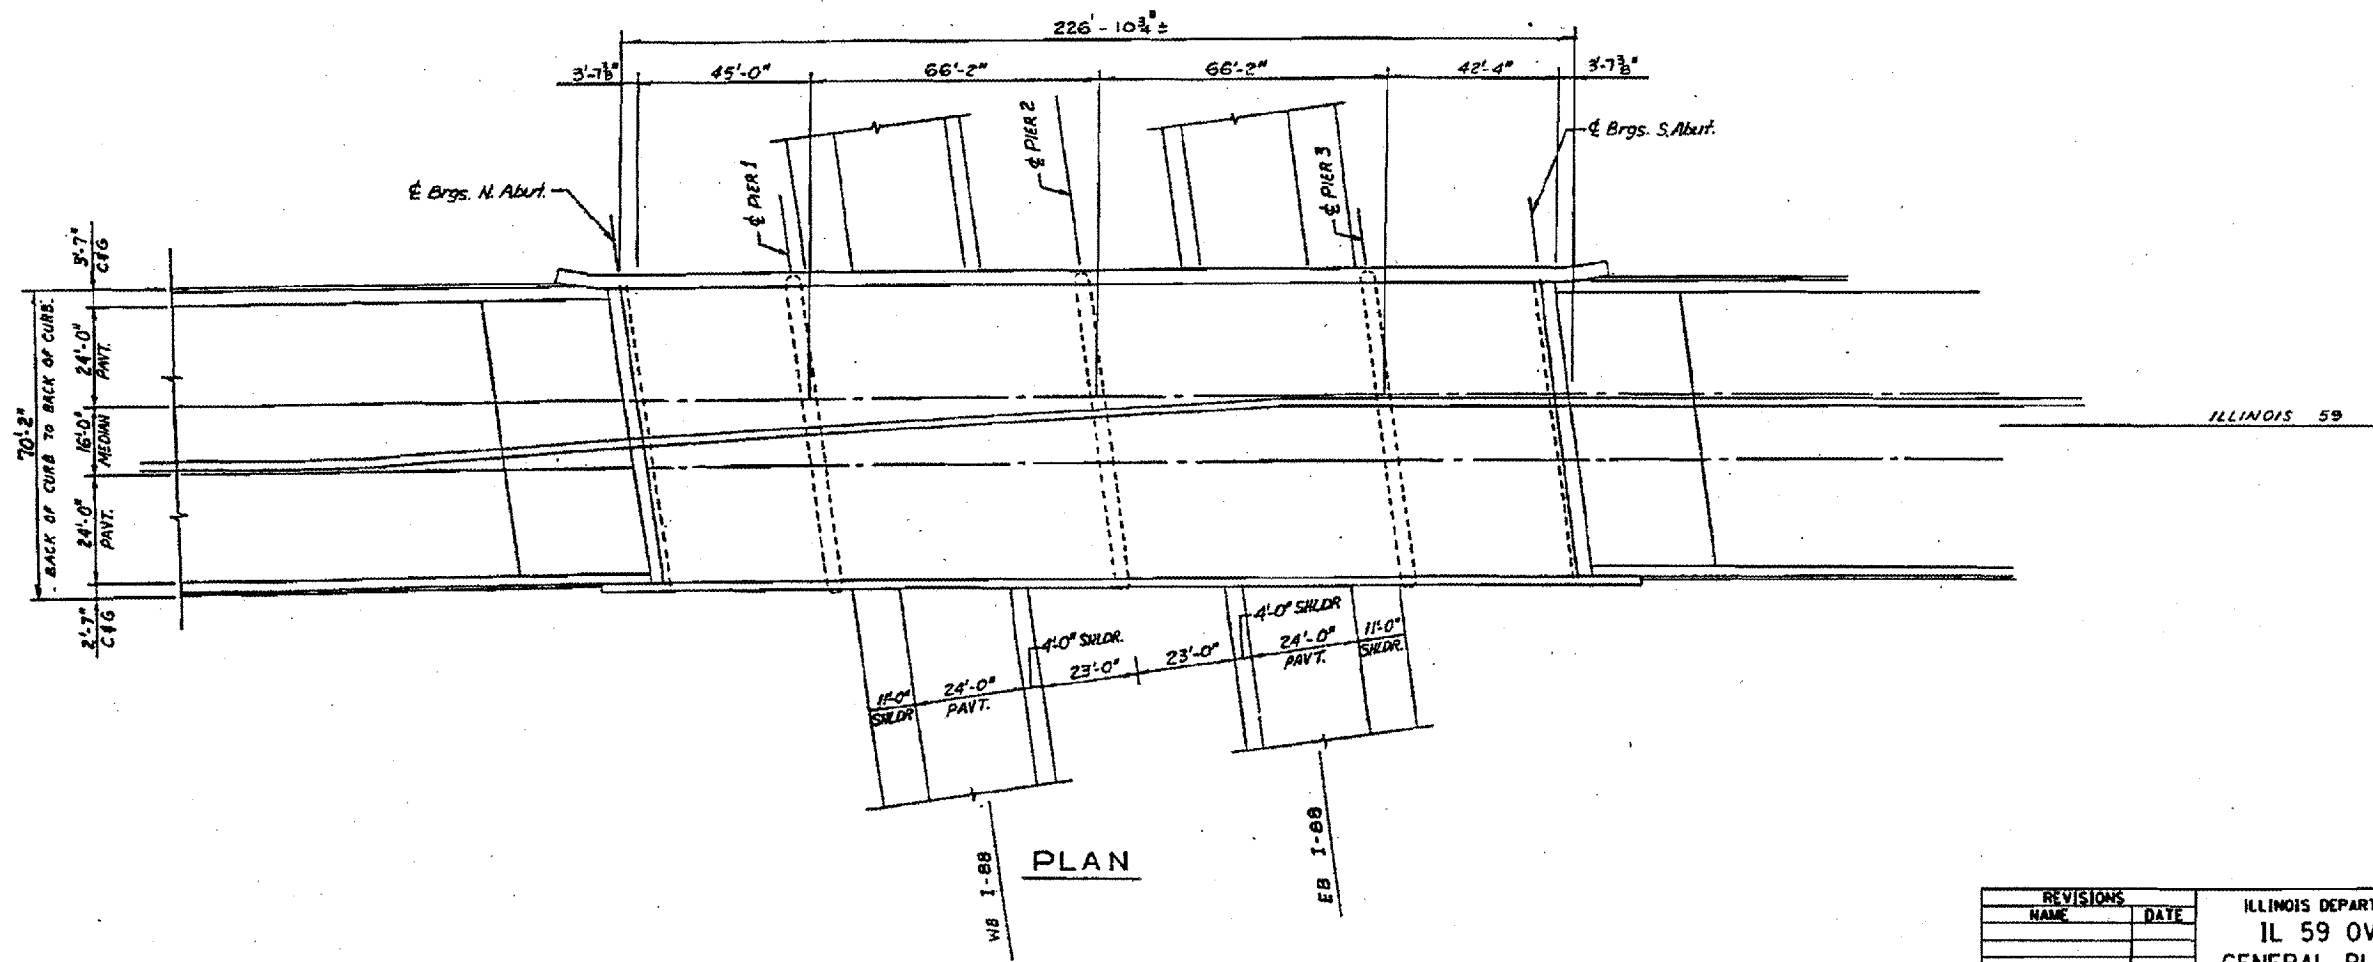 226'-10¾"±
3'-7⅜"
45'-0"
66'-2"
66'-2"
42'-4"
3'-7⅜"
℄ Brgs. N. Abut.
℄ PIER 1
℄ PIER 2
℄ PIER 3
℄ Brgs. S. Abut.
3'-7"
C&G
70'-2"
BACK OF CURB TO BACK OF CURB.
24'-0"
PAVT.
16'-0"
MEDIAN
24'-0"
PAVT.
2'-7"
C&G
ILLINOIS 59
11'-0"
SHLDR
24'-0"
PAVT.
4'-0" SHLDR.
23'-0"
23'-0"
4'-0" SHLDR
24'-0"
PAVT.
11'-0"
SHLDR.
WB I-88
EB I-88
PLAN
REVISIONS
NAME
DATE
ILLINOIS DEPART
IL 59 OV
GENERAL PL